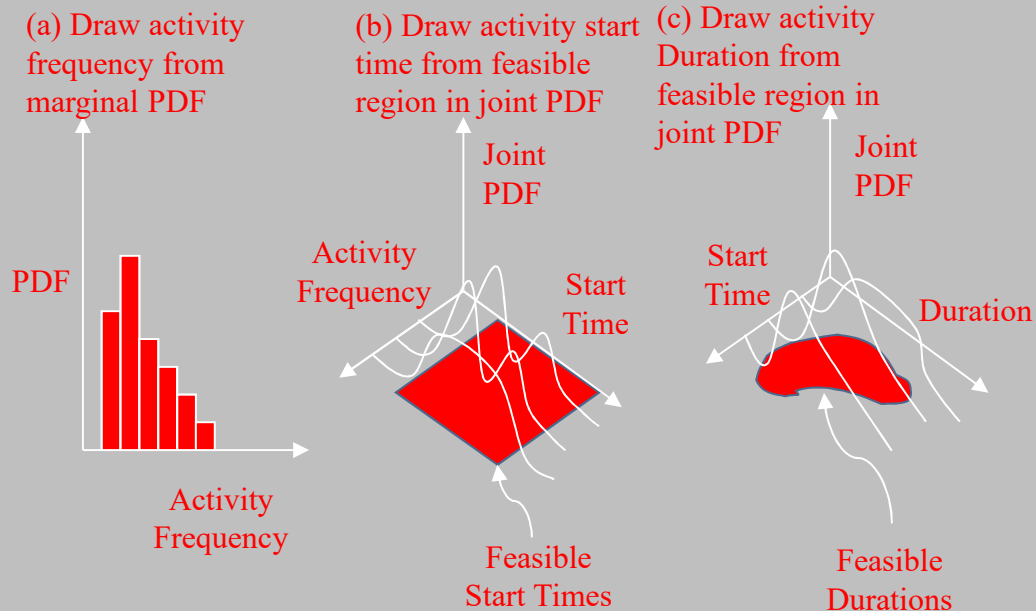 (a) Draw activity
frequency from
marginal PDF
PDF
Activity
Frequency
(b) Draw activity start
time from feasible
region in joint PDF
Joint
PDF
Activity
Frequency
Start
Time
Feasible
Start Times
(c) Draw activity
Duration from
feasible region in
joint PDF
Joint
PDF
Start
Time
Duration
Feasible
Durations